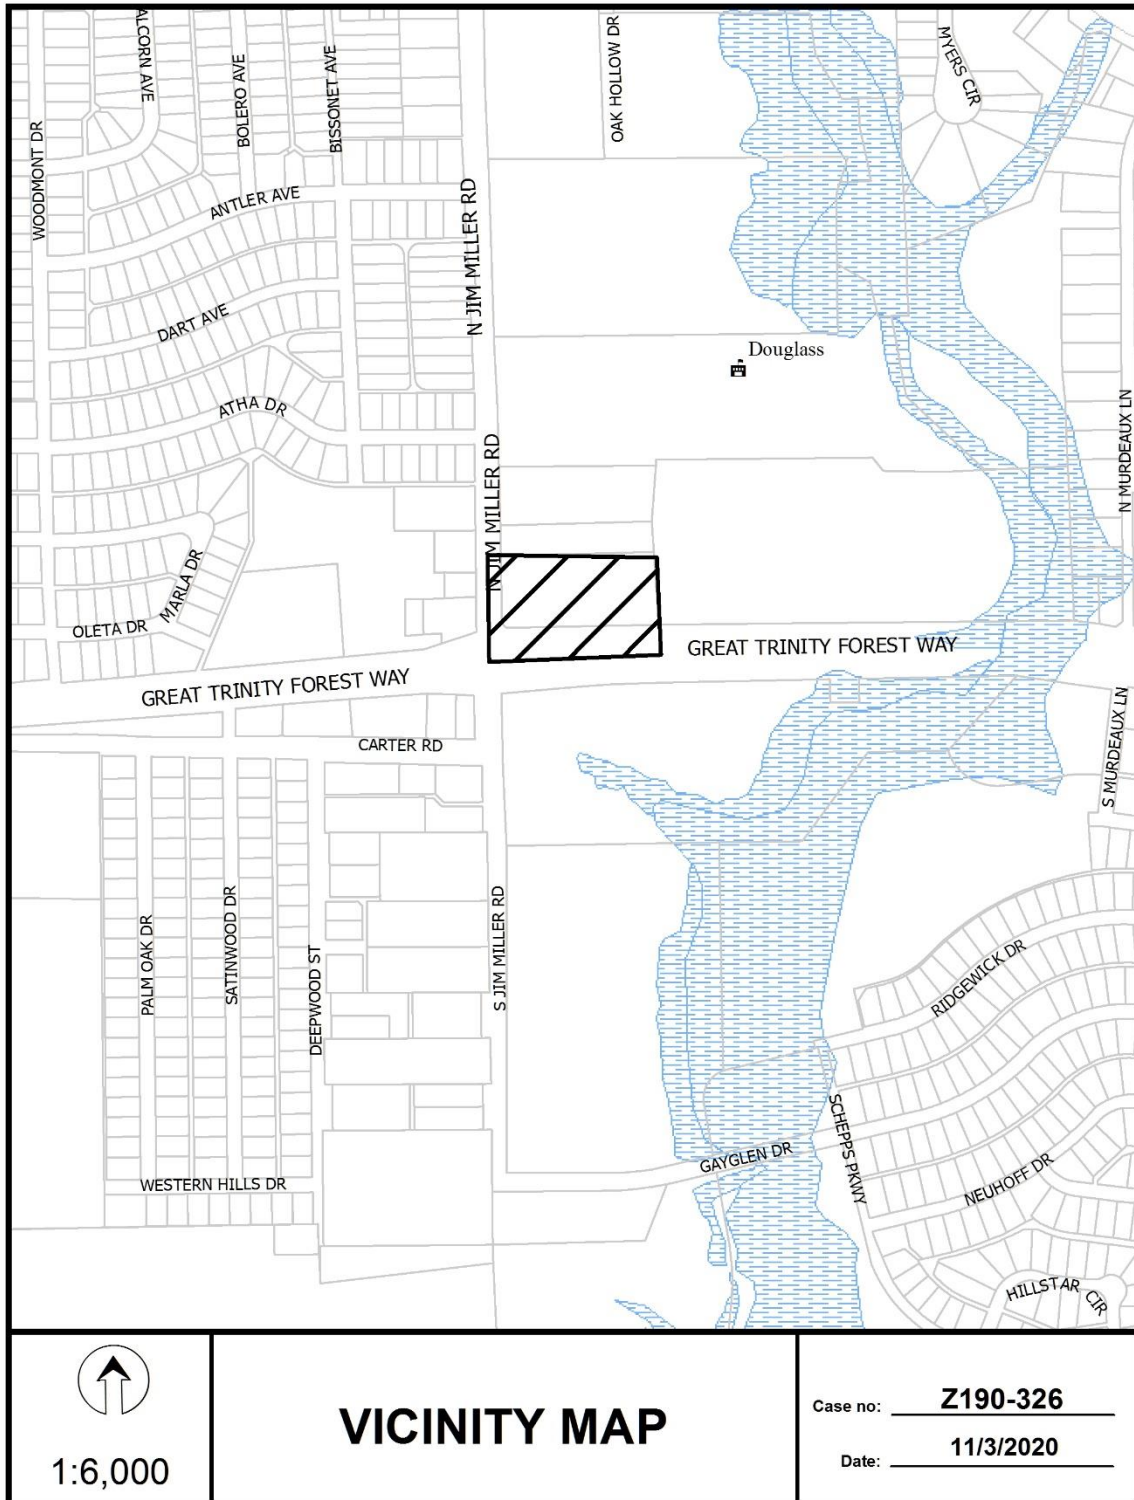 ALCORN AVE
BOLERO AVE
BISSONET AVE
OAK HOLLOW DR
MYERS CIR
WOODMONT DR
ANTLER AVE
N JIM MILLER RD
DART AVE
Douglass
ATHA DR
N MURDEAUX LN
N JIM MILLER RD
MARLA DR
OLETA DR
GREAT TRINITY FOREST WAY
GREAT TRINITY FOREST WAY
CARTER RD
S MURDEAUX LN
PALM OAK DR
SATINWOOD DR
DEEPWOOD ST
S JIM MILLER RD
RIDGEWICK DR
SCHEPPS PKWY
GAYGLEN DR
NEUHOFF DR
WESTERN HILLS DR
HILLSTAR CIR
1:6,000
VICINITY MAP
Case no: Z190-326
Date: 11/3/2020